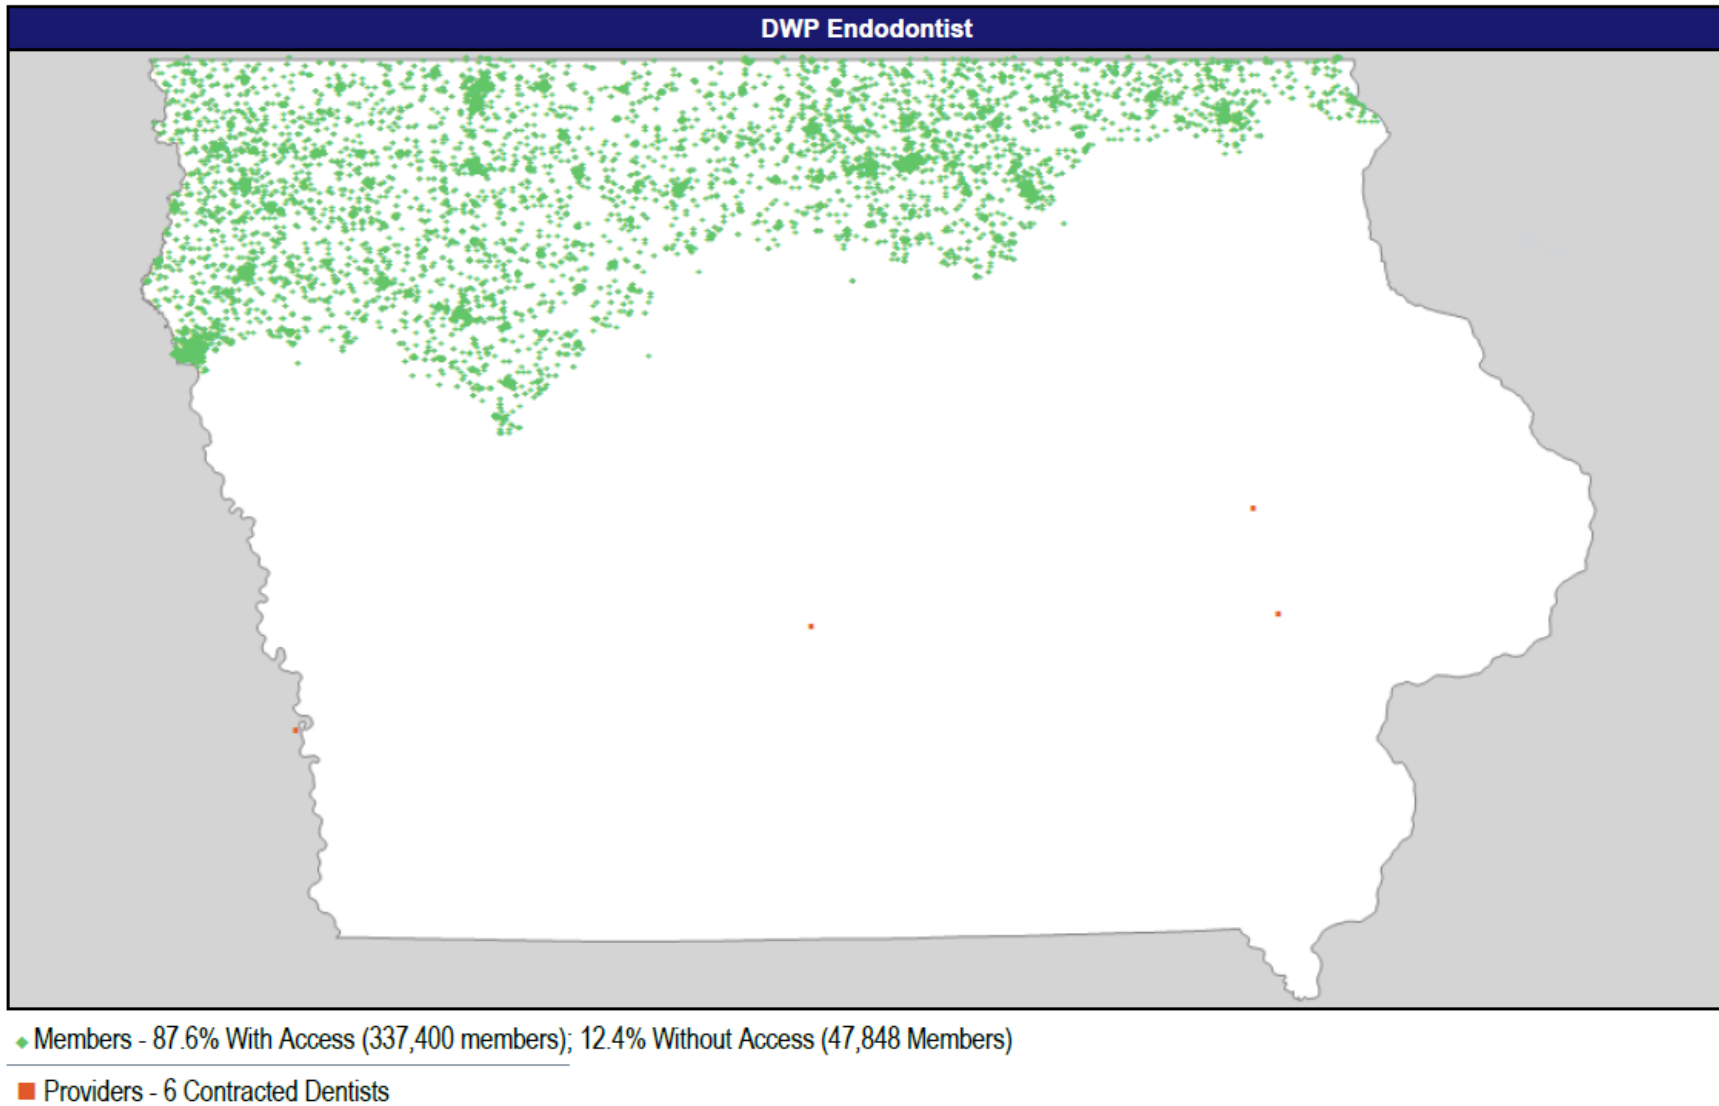 DWP Endodontist
Members - 87.6% With Access (337,400 members); 12.4% Without Access (47,848 Members)
Providers - 6 Contracted Dentists